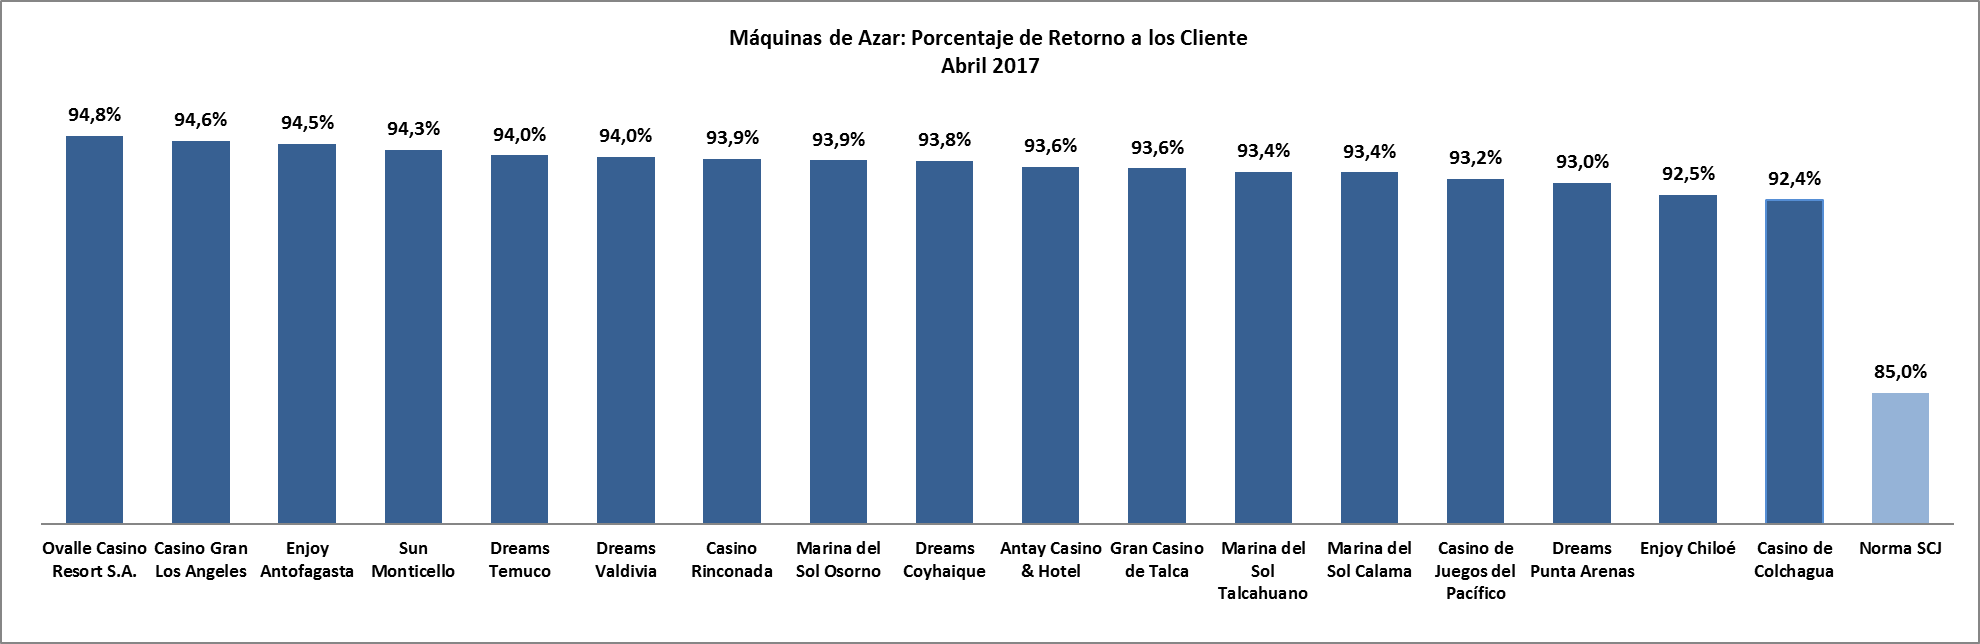 Máquinas de Azar: Porcentaje de Retorno a los Cliente
Abril 2017
94,8%
94,6%
94,5%
94,3%
94,0%
94,0%
93,9%
93,9%
93,8%
93,6%
93,6%
93,4%
93,4%
93,2%
93,0%
92,5%
92,4%
85,0%
Ovalle Casino
Resort S.A.
Casino Gran
Los Angeles
Enjoy
Antofagasta
Sun
Monticello
Dreams
Temuco
Dreams
Valdivia
Casino
Rinconada
Marina del
Sol Osorno
Dreams
Coyhaique
Antay Casino
& Hotel
Gran Casino
de Talca
Marina del
Sol
Talcahuano
Marina del
Sol Calama
Casino de
Juegos del
Pacífico
Dreams
Punta Arenas
Enjoy Chiloé
Casino de
Colchagua
Norma SCJ